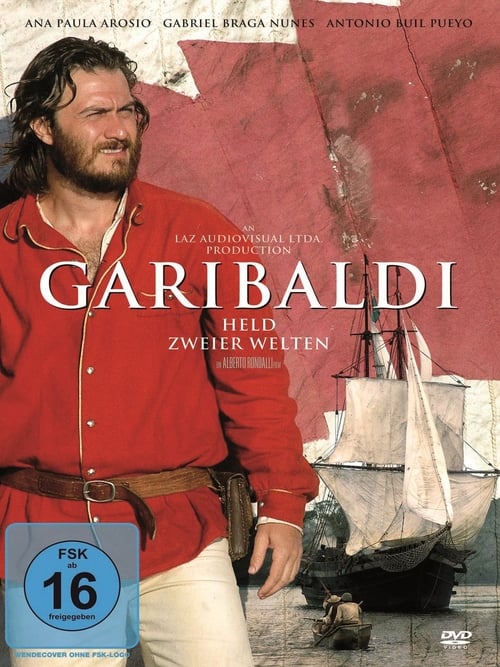 ANA PAULA AROSIO GABRIEL BRAGA NUNES ANTONIO BUIL PUEYO
AN
LAZ AUDIOVISUAL LTDA.
PRODUCTION
GARIBALDI
HELD
ZWEIER WELTEN
EIN ALBERTO RONDALLI FILM
FSK
ab
16
freigegeben
WENDECOVER OHNE FSK-LOGO
DVD
VIDEO